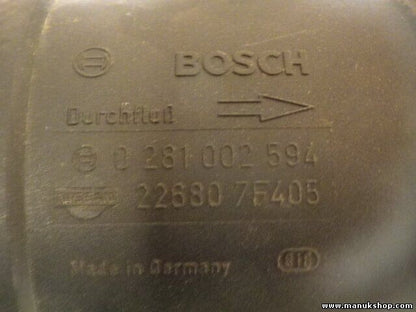 BOSCH
Durchfluß
0 281 002 594
22680 7F405
Made in Germany
www.manukshop.com